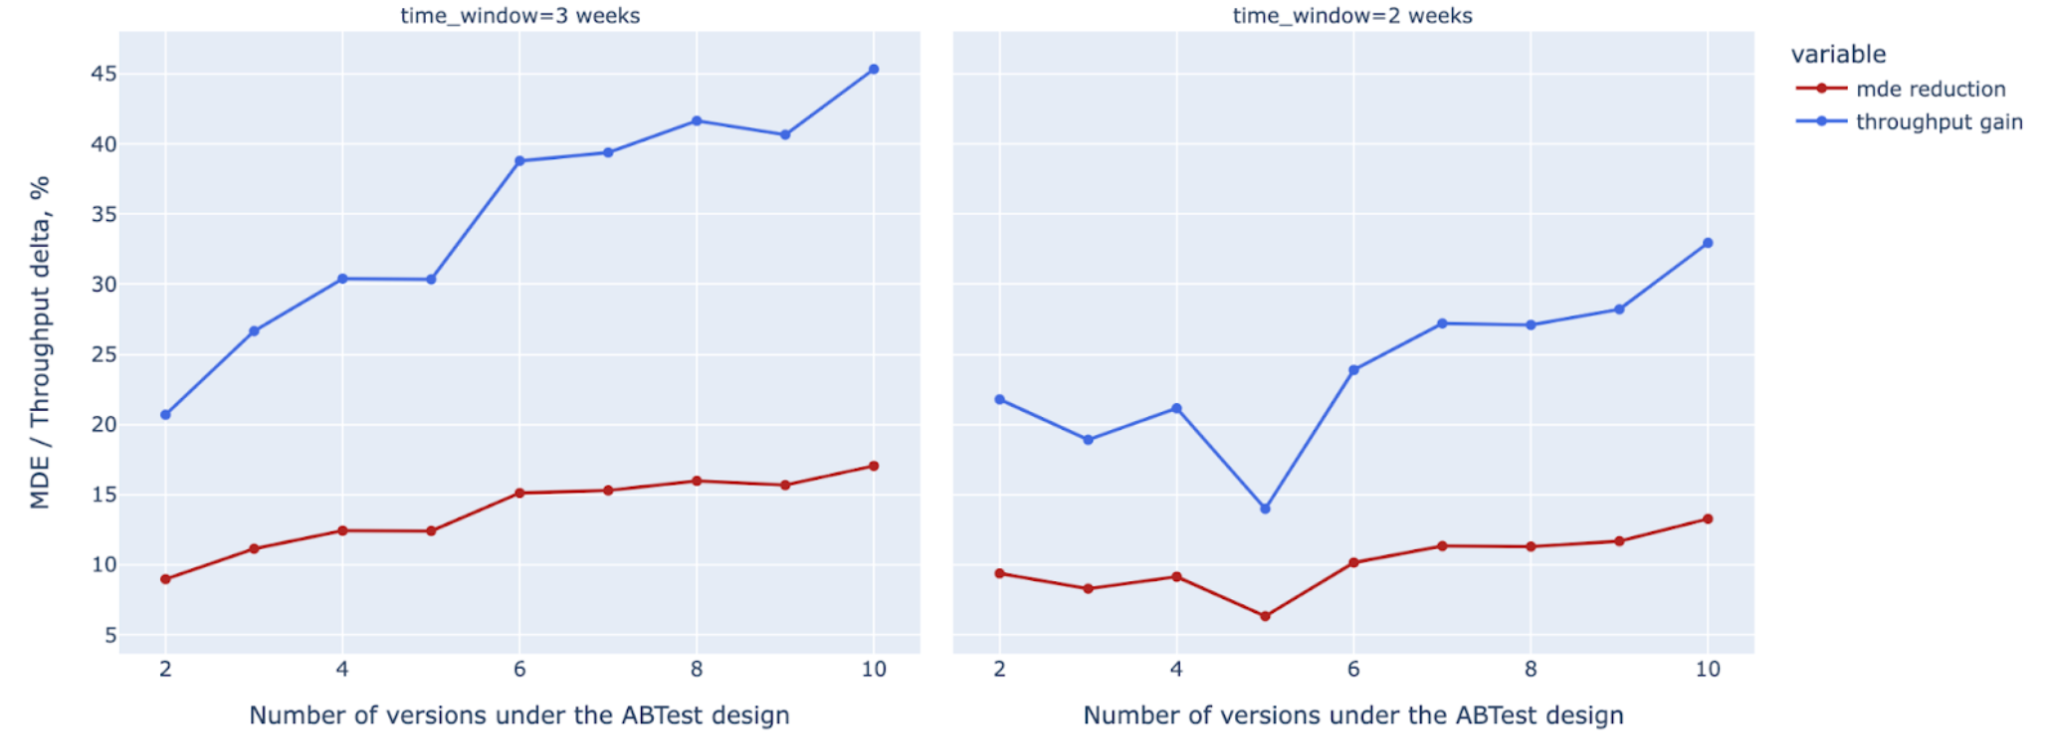 time_window=3 weeks
time_window=2 weeks
variable
mde reduction
throughput gain
MDE / Throughput delta, %
45
40
35
30
25
20
15
10
5
2 4 6 8 10
2 4 6 8 10
Number of versions under the ABTest design
Number of versions under the ABTest design